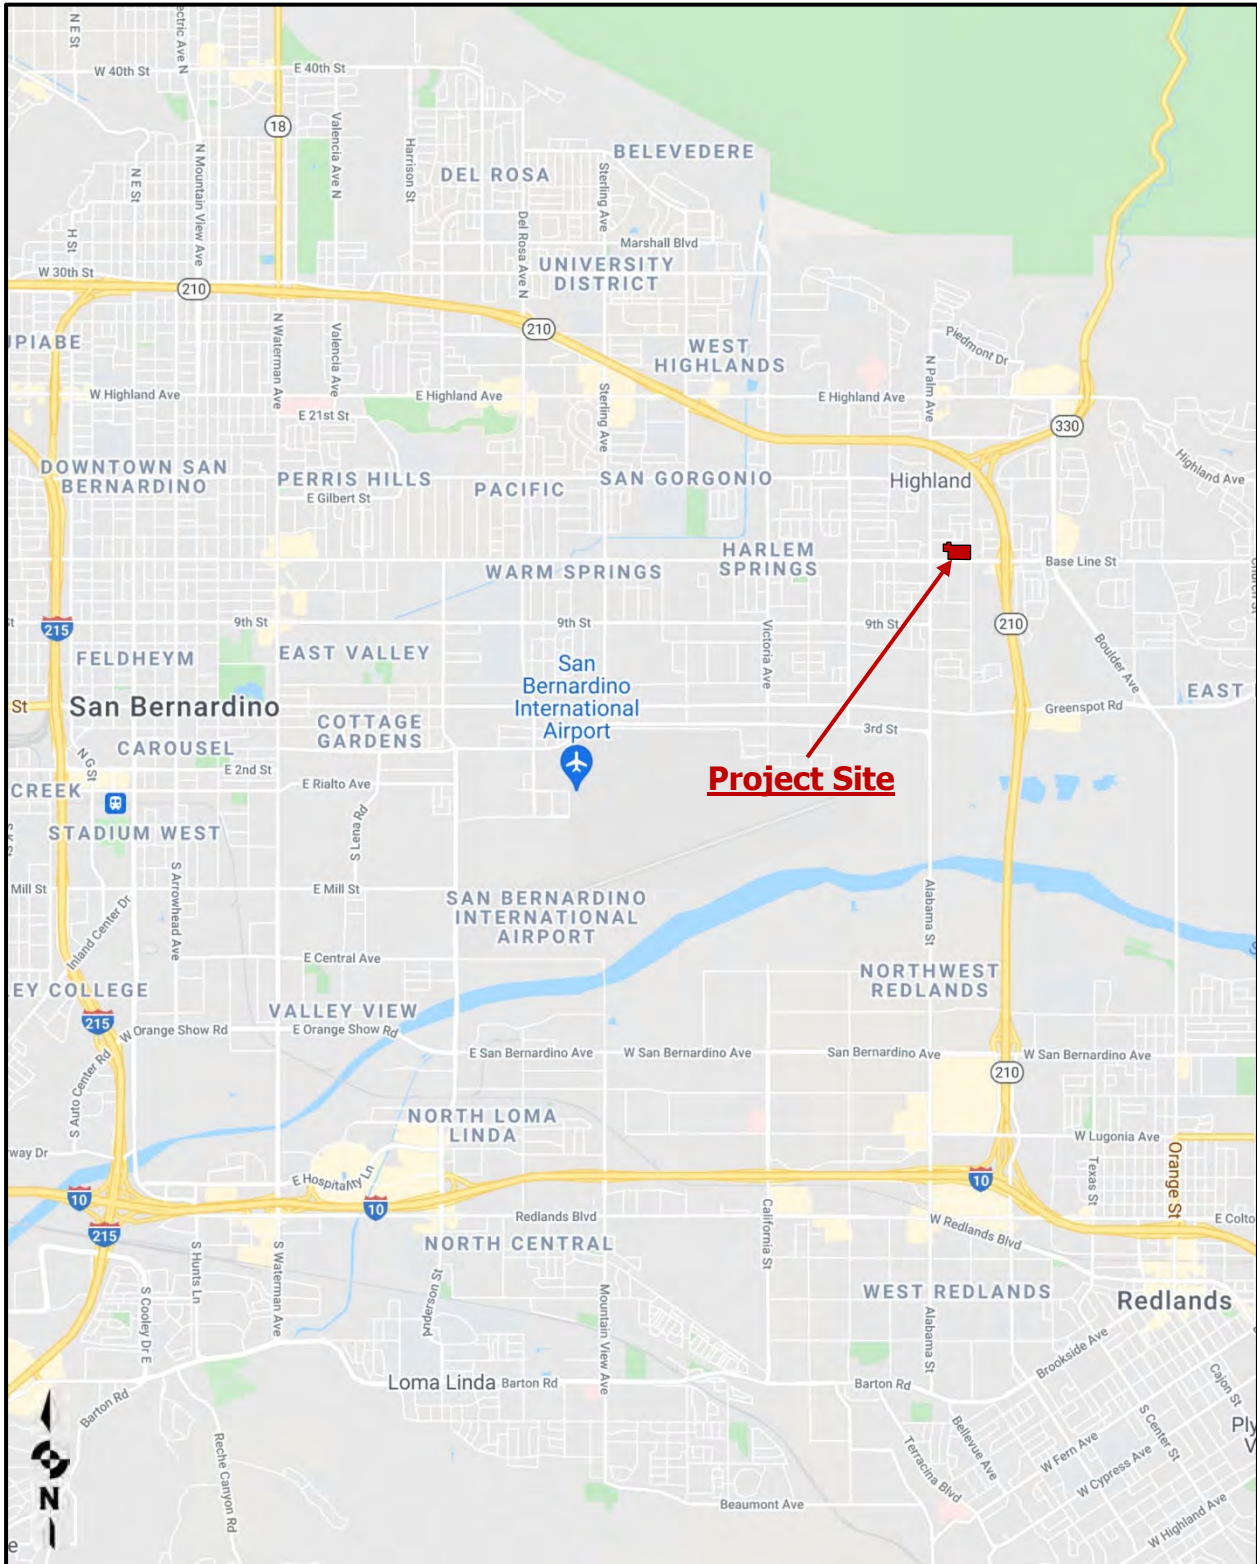 N E St
ectric Ave N
W 40th St
E 40th St
18
Valencia Ave N
Harrison St
N Mountain View Ave
N E St
BELEVEDERE
DEL ROSA
Sterling Ave
Del Rosa Ave N
H St
Marshall Blvd
UNIVERSITY
DISTRICT
W 30th St
210
210
N Waterman Ave
Valencia Ave
JPIABE
WEST
HIGHLANDS
Piedmont Dr
N Palm Ave
W Highland Ave
E Highland Ave
E Highland Ave
Sterling Ave
E 21st St
330
Highland Ave
DOWNTOWN SAN
BERNARDINO
PERRIS HILLS
E Gilbert St
PACIFIC
SAN GORGONIO
Highland
HARLEM
SPRINGS
WARM SPRINGS
Base Line St
Church St
215
9th St
9th St
Victoria Ave
9th St
210
Boulder Ave
FELDHEYM
EAST VALLEY
San
Bernardino
International
Airport
EAST
St
San Bernardino
COTTAGE
GARDENS
Greenspot Rd
3rd St
CAROUSEL
N G St
E 2nd St
E Rialto Ave
Project Site
CREEK
STADIUM WEST
S Lena Rd
S Arrowhead Ave
Mill St
E Mill St
SAN BERNARDINO
INTERNATIONAL
AIRPORT
Alabama St
Inland Center Dr
E Central Ave
NORTHWEST
REDLANDS
EY COLLEGE
VALLEY VIEW
215
W Orange Show Rd
E Orange Show Rd
E San Bernardino Ave
W San Bernardino Ave
San Bernardino Ave
W San Bernardino Ave
210
S Auto Center Rd
NORTH LOMA
LINDA
W Lugonia Ave
way Dr
E Hospitality Ln
Texas St
Orange St
10
10
10
215
Redlands Blvd
California St
W Redlands Blvd
E Colto
NORTH CENTRAL
S Hunts Ln
S Waterman Ave
Anderson St
Mountain View Ave
S Cooley Dr E
WEST REDLANDS
Redlands
Alabama St
Brookside Ave
Loma Linda
Barton Rd
Barton Rd
Barton Rd
Cajon St
S Center St
Bellevue Ave
Terracina Blvd
W Fern Ave
W Cypress Ave
Ply
V
Reche Canyon Rd
N
Beaumont Ave
W Highland Ave
e